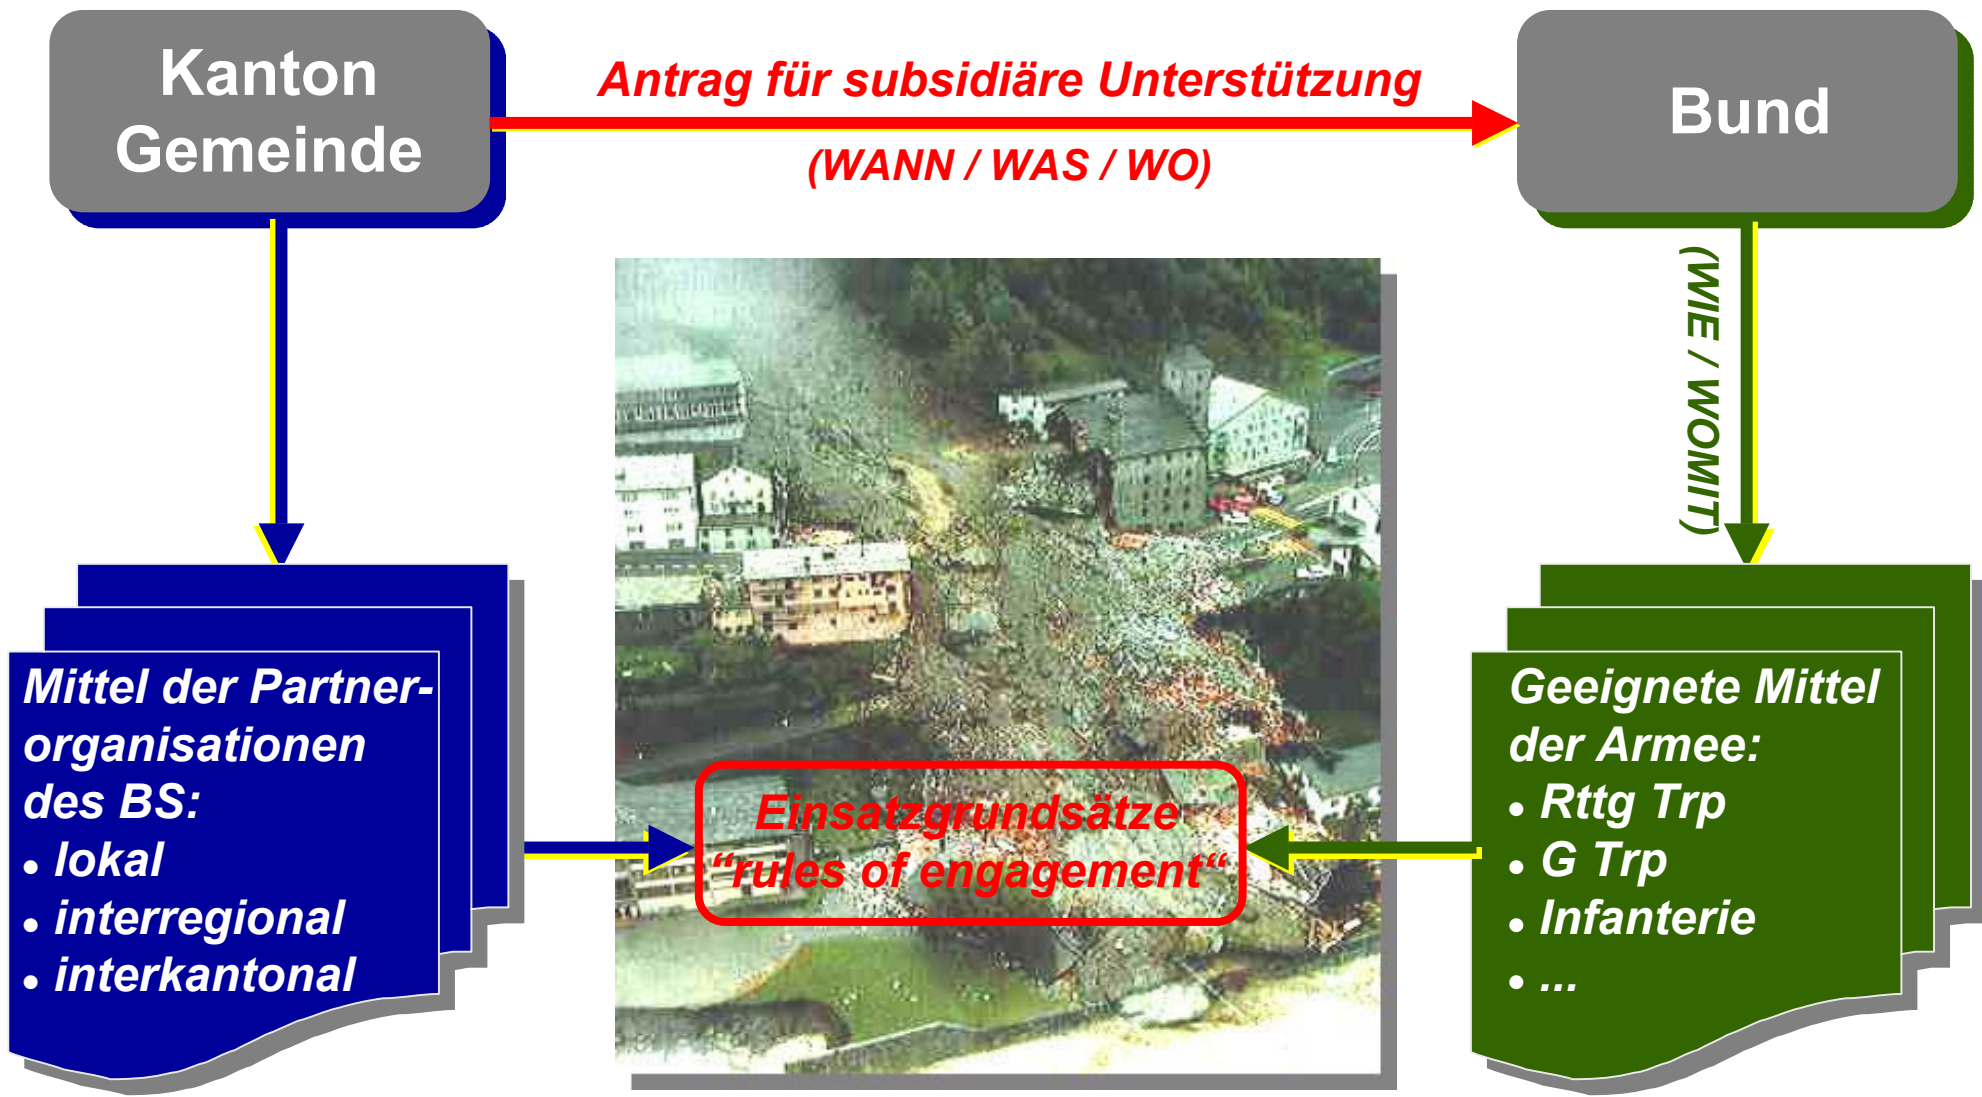 Kanton
Gemeinde
Antrag für subsidiäre Unterstützung
(WANN / WAS / WO)
Bund
(WIE / WOMIT)
Mittel der Partner-
organisationen
des BS:
• lokal
• interregional
• interkantonal
Einsatzgrundsätze
“rules of engagement“
Geeignete Mittel
der Armee:
• Rttg Trp
• G Trp
• Infanterie
• ...